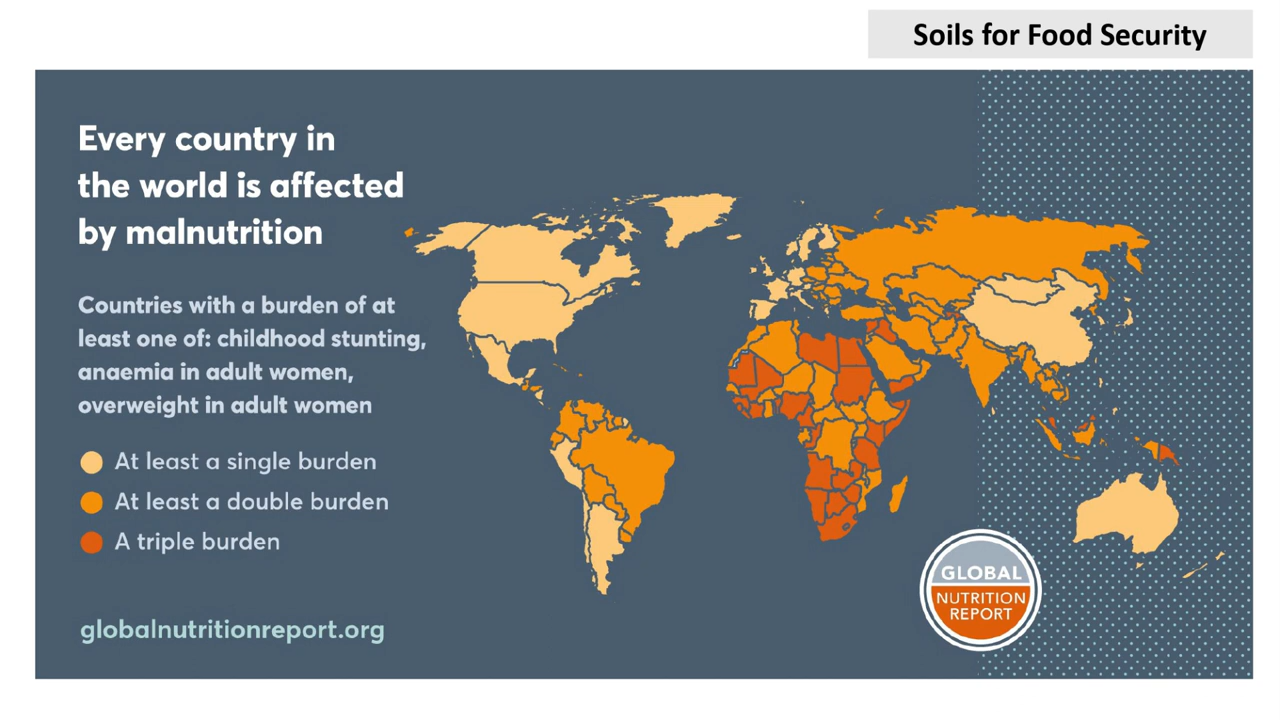 Soils for Food Security
Every country in
the world is affected
by malnutrition
Countries with a burden of at
least one of: childhood stunting,
anaemia in adult women,
overweight in adult women
At least a single burden
At least a double burden
A triple burden
globalnutritionreport.org
GLOBAL
NUTRITION
REPORT